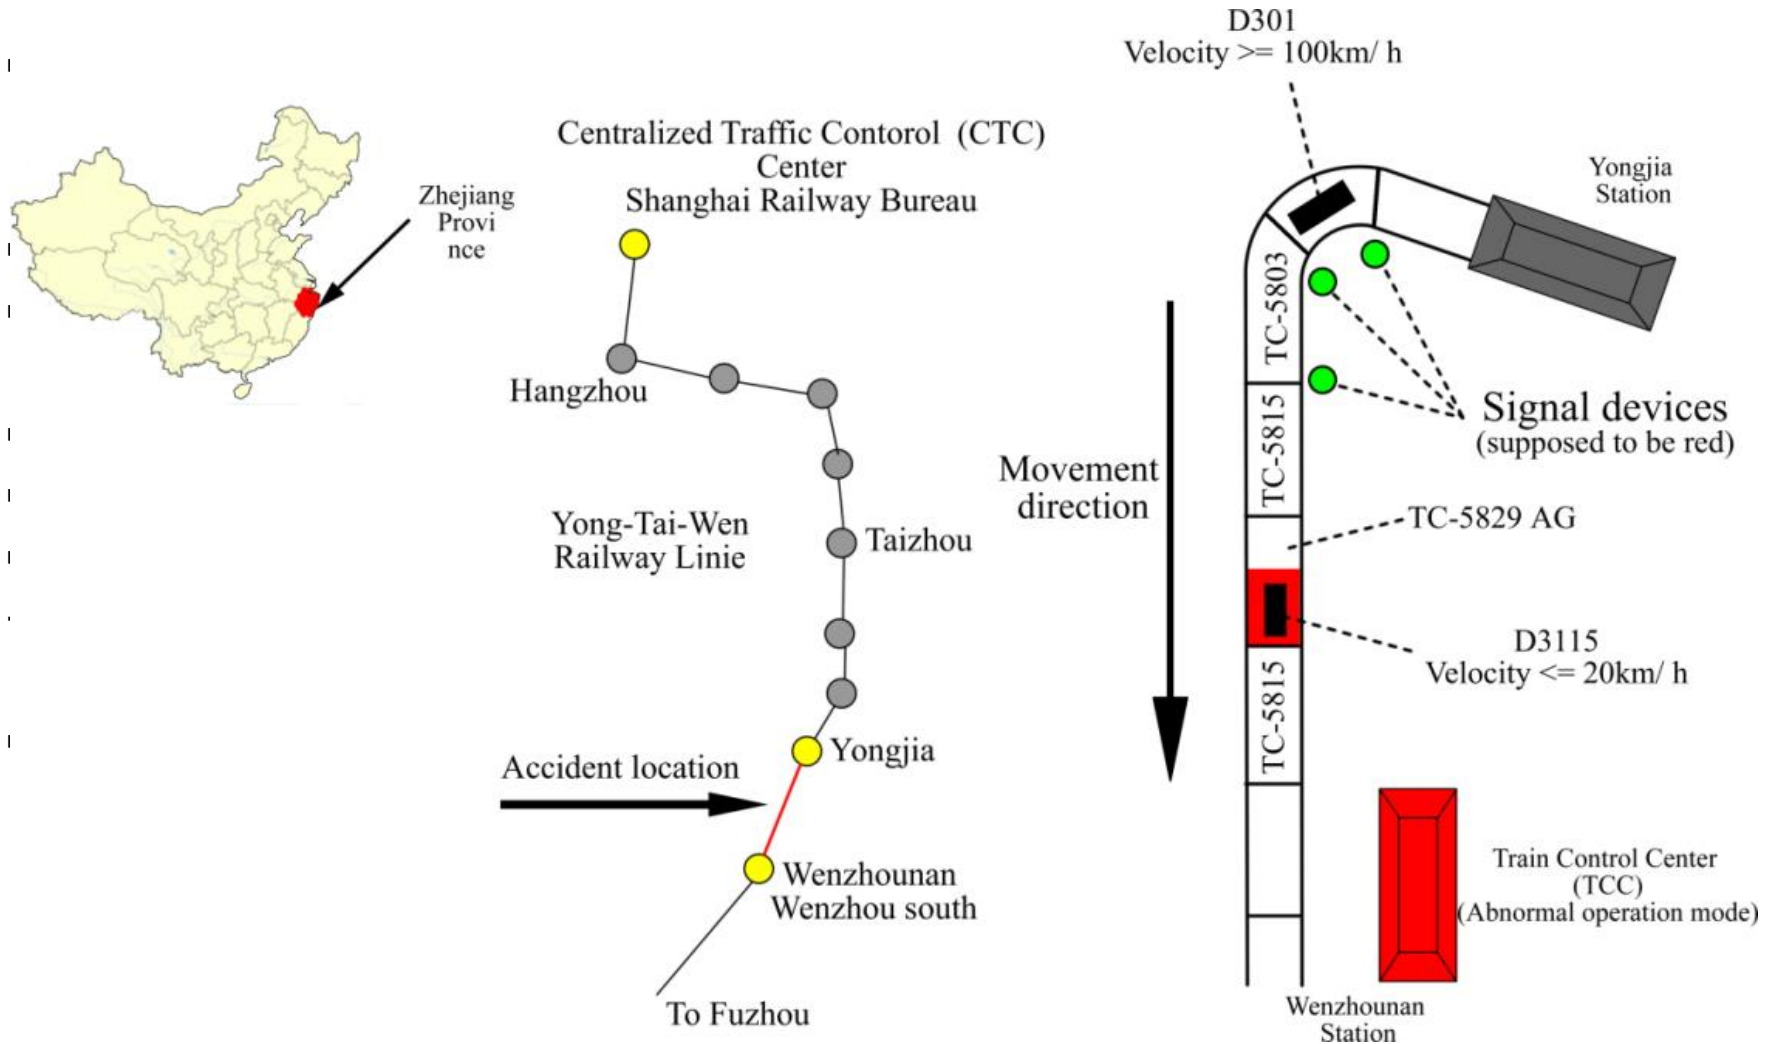 Zhejiang
Provi
nce
Centralized Traffic Contorol (CTC)
Center
Shanghai Railway Bureau
Hangzhou
Yong-Tai-Wen
Railway Linie
Taizhou
Accident location
Yongjia
Wenzhounan
Wenzhou south
To Fuzhou
D301
Velocity >= 100km/ h
Yongjia
Station
TC-5803
TC-5815
Signal devices
(supposed to be red)
Movement
direction
TC-5829 AG
D3115
Velocity <= 20km/ h
TC-5815
Train Control Center
(TCC)
(Abnormal operation mode)
Wenzhounan
Station